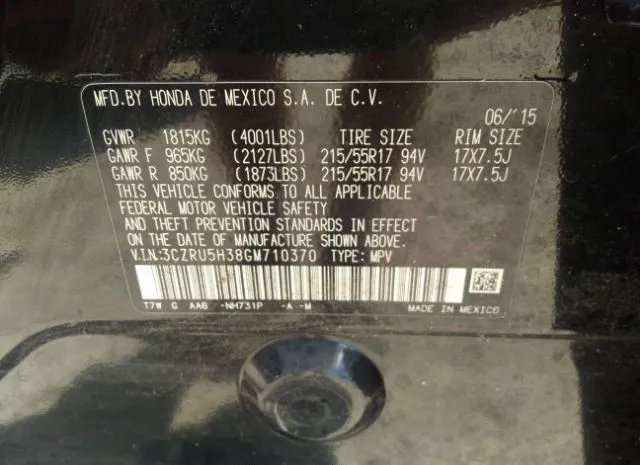 MFD.BY HONDA DE MEXICO S.A. DE C.V.
06/'15
GVWR 1815KG (4001LBS) TIRE SIZE RIM SIZE
GAWR F 965KG (2127LBS) 215/55R17 94V 17X7.5J
GAWR R 850KG (1873LBS) 215/55R17 94V 17X7.5J
THIS VEHICLE CONFORMS TO ALL APPLICABLE
FEDERAL MOTOR VEHICLE SAFETY
AND THEFT PREVENTION STANDARDS IN EFFECT
ON THE DATE OF MANUFACTURE SHOWN ABOVE.
V.I.N:3CZRU5H38GM710370 TYPE: MPV
T7W G AA6 -NH731P -A -M MADE IN MEXICO